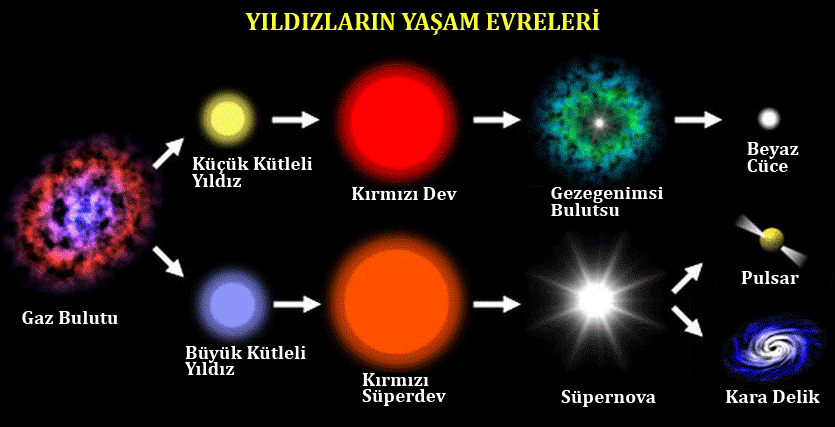 YILDIZLARIN YAŞAM EVRELERİ
Küçük Kütleli
Yıldız
Kırmızı Dev
Gezegenimsi
Bulutsu
Beyaz
Cüce
Gaz Bulutu
Büyük Kütleli
Yıldız
Kırmızı
Süperdev
Süpernova
Pulsar
Kara Delik